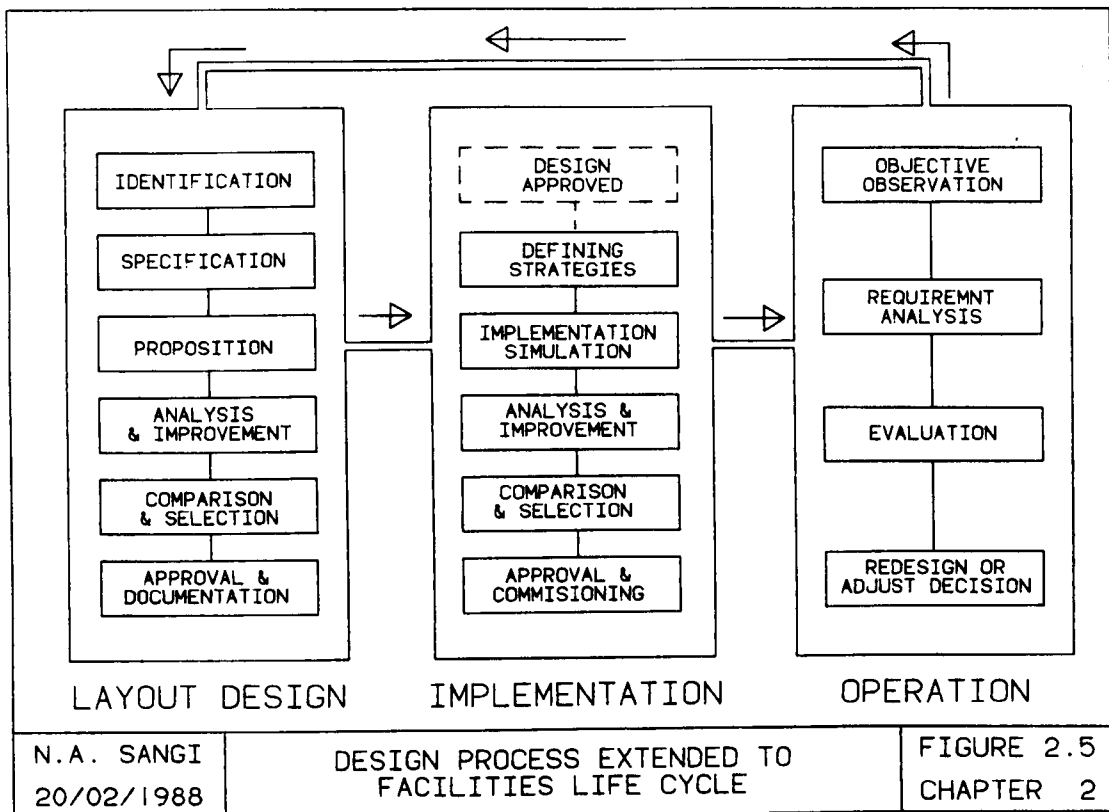 IDENTIFICATION
SPECIFICATION
PROPOSITION
ANALYSIS
& IMPROVEMENT
COMPARISON
& SELECTION
APPROVAL &
DOCUMENTATION
LAYOUT DESIGN
DESIGN
APPROVED
DEFINING
STRATEGIES
IMPLEMENTATION
SIMULATION
ANALYSIS &
IMPROVEMENT
COMPARISON
& SELECTION
APPROVAL &
COMMISIONING
IMPLEMENTATION
OBJECTIVE
OBSERVATION
REQUIREMNT
ANALYSIS
EVALUATION
REDESIGN OR
ADJUST DECISION
OPERATION
N.A. SANGI
20/02/1988
DESIGN PROCESS EXTENDED TO
FACILITIES LIFE CYCLE
FIGURE 2.5
CHAPTER 2